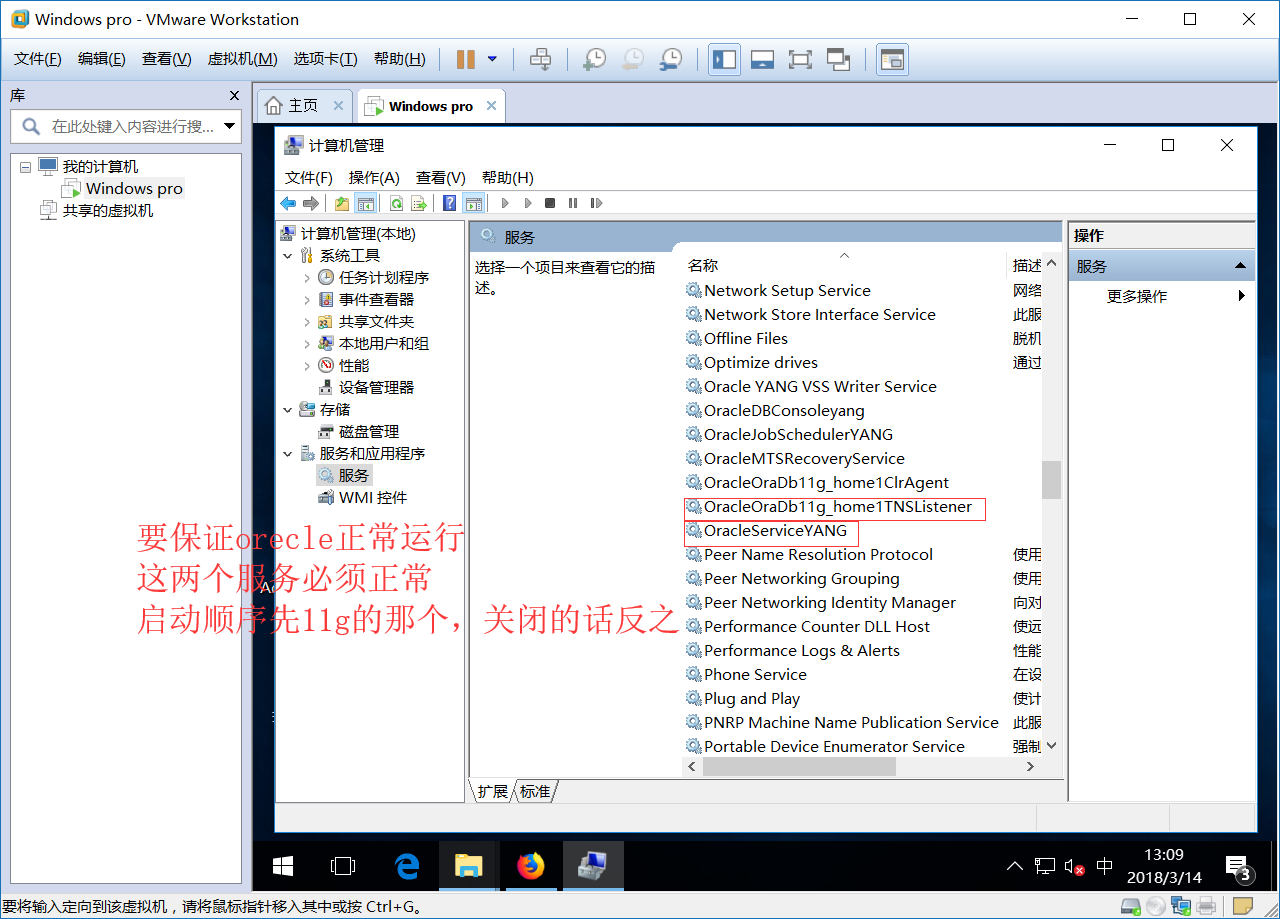 Windows pro - VMware Workstation
文件(F) 编辑(E) 查看(V) 虚拟机(M) 选项卡(T) 帮助(H)
库
在此处键入内容进行搜...
我的计算机
Windows pro
共享的虚拟机
主页
Windows pro
计算机管理
文件(F) 操作(A) 查看(V) 帮助(H)
计算机管理(本地)
系统工具
任务计划程序
事件查看器
共享文件夹
本地用户和组
性能
设备管理器
存储
磁盘管理
服务和应用程序
服务
WMI 控件
服务
选择一个项目来查看它的描
述。
名称 描述
Network Setup Service 网络
Network Store Interface Service 此服
Offline Files 脱机
Optimize drives 通过
Oracle YANG VSS Writer Service
OracleDBConsoleyang
OracleJobSchedulerYANG
OracleMTSRecoveryService
OracleOraDb11g_home1ClrAgent
OracleOraDb11g_home1TNSListener
OracleServiceYANG
Peer Name Resolution Protocol 使用
Peer Networking Grouping 使用
Peer Networking Identity Manager 向对
Performance Counter DLL Host 使远
Performance Logs & Alerts 性能
Phone Service 在设
Plug and Play 使计
PNRP Machine Name Publication Service 此服
Portable Device Enumerator Service 强制
扩展 标准
操作
服务
更多操作
要保证orecle正常运行
这两个服务必须正常
启动顺序先11g的那个，关闭的话反之
中
13:09
2018/3/14
3
要将输入定向到该虚拟机，请将鼠标指针移入其中或按 Ctrl+G。